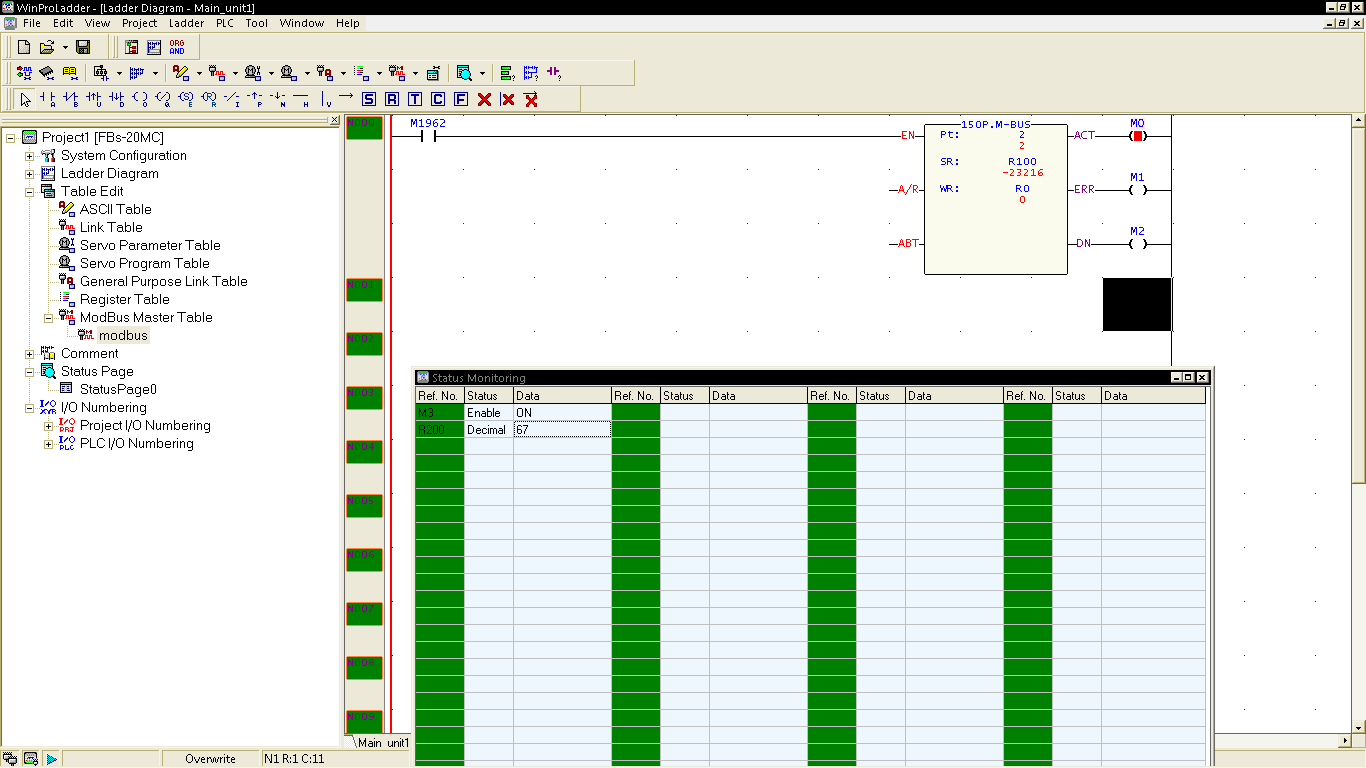 WinProLadder - [Ladder Diagram - Main_unit1]
File Edit View Project Ladder PLC Tool Window Help
ORG
AND
A B U D O Q S R I P N H V S R T C F
Project1 [FBs-20MC]
System Configuration
Ladder Diagram
Table Edit
ASCII Table
Link Table
Servo Parameter Table
Servo Program Table
General Purpose Link Table
Register Table
ModBus Master Table
modbus
Comment
Status Page
StatusPage0
I/O Numbering
Project I/O Numbering
PLC I/O Numbering
N000
M1962
150P.M-BUS
M0
EN
Pt: 2
2
ACT
SR: R100
-23216
M1
A/R
WR: R0
0
ERR
M2
ABT
DN
N001
N002
N003
N004
N005
N006
N007
N008
N009
Status Monitoring
Ref. No. Status Data Ref. No. Status Data Ref. No. Status Data Ref. No. Status Data
M3 Enable ON
R200 Decimal 67
Main_unit1
Overwrite N1 R:1 C:11